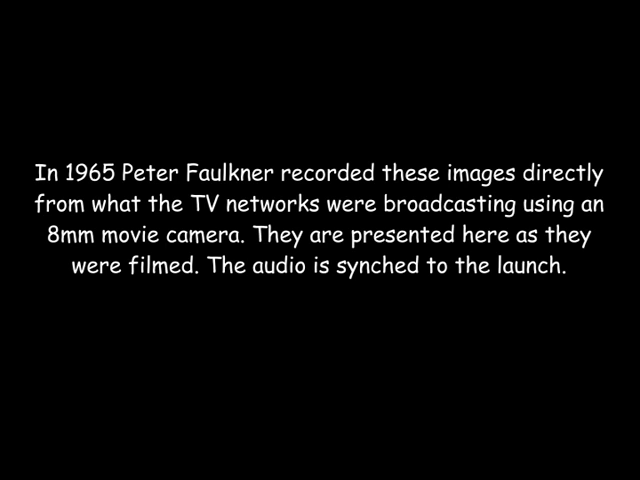 In 1965 Peter Faulkner recorded these images directly
from what the TV networks were broadcasting using an
8mm movie camera. They are presented here as they
were filmed. The audio is synched to the launch.